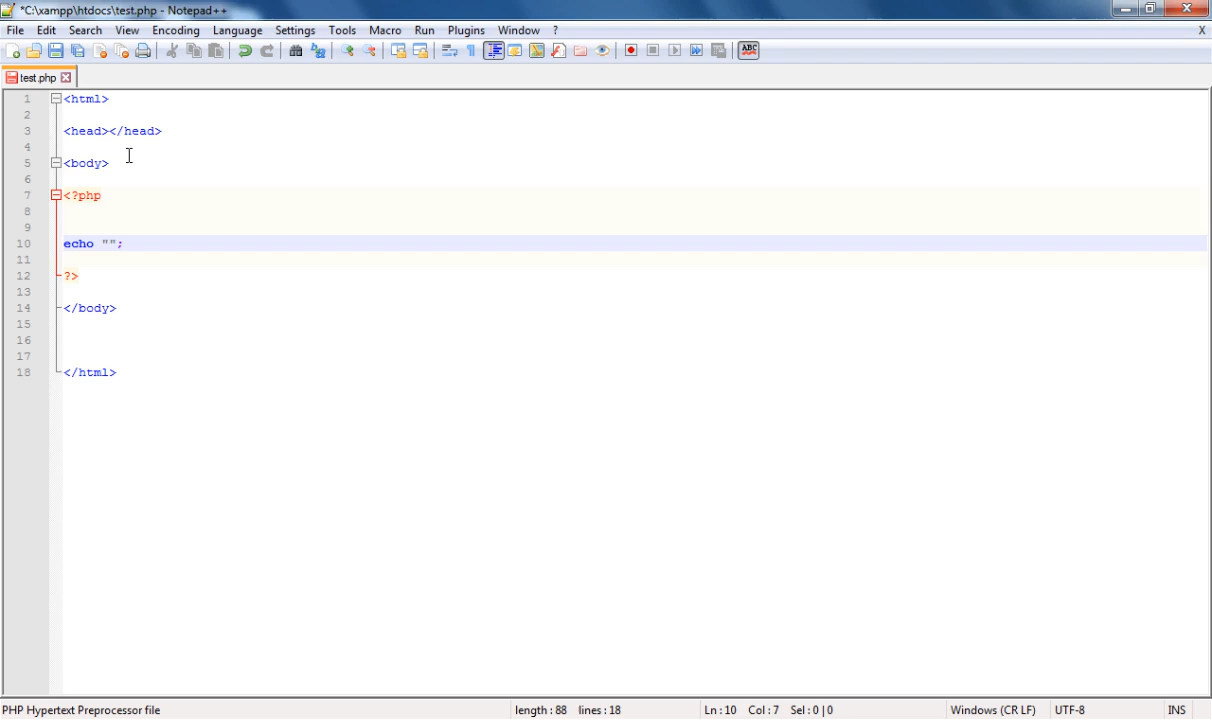 *C:\xampp\htdocs\test.php - Notepad++
File Edit Search View Encoding Language Settings Tools Macro Run Plugins Window ? X
ABC
test.php
1 <html>
2
3 <head></head>
4
5 <body>
6
7 <?php
8
9
10 echo "";
11
12 ?>
13
14 </body>
15
16
17
18 </html>
PHP Hypertext Preprocessor file length : 88 lines : 18 Ln : 10 Col : 7 Sel : 0 | 0 Windows (CR LF) UTF-8 INS